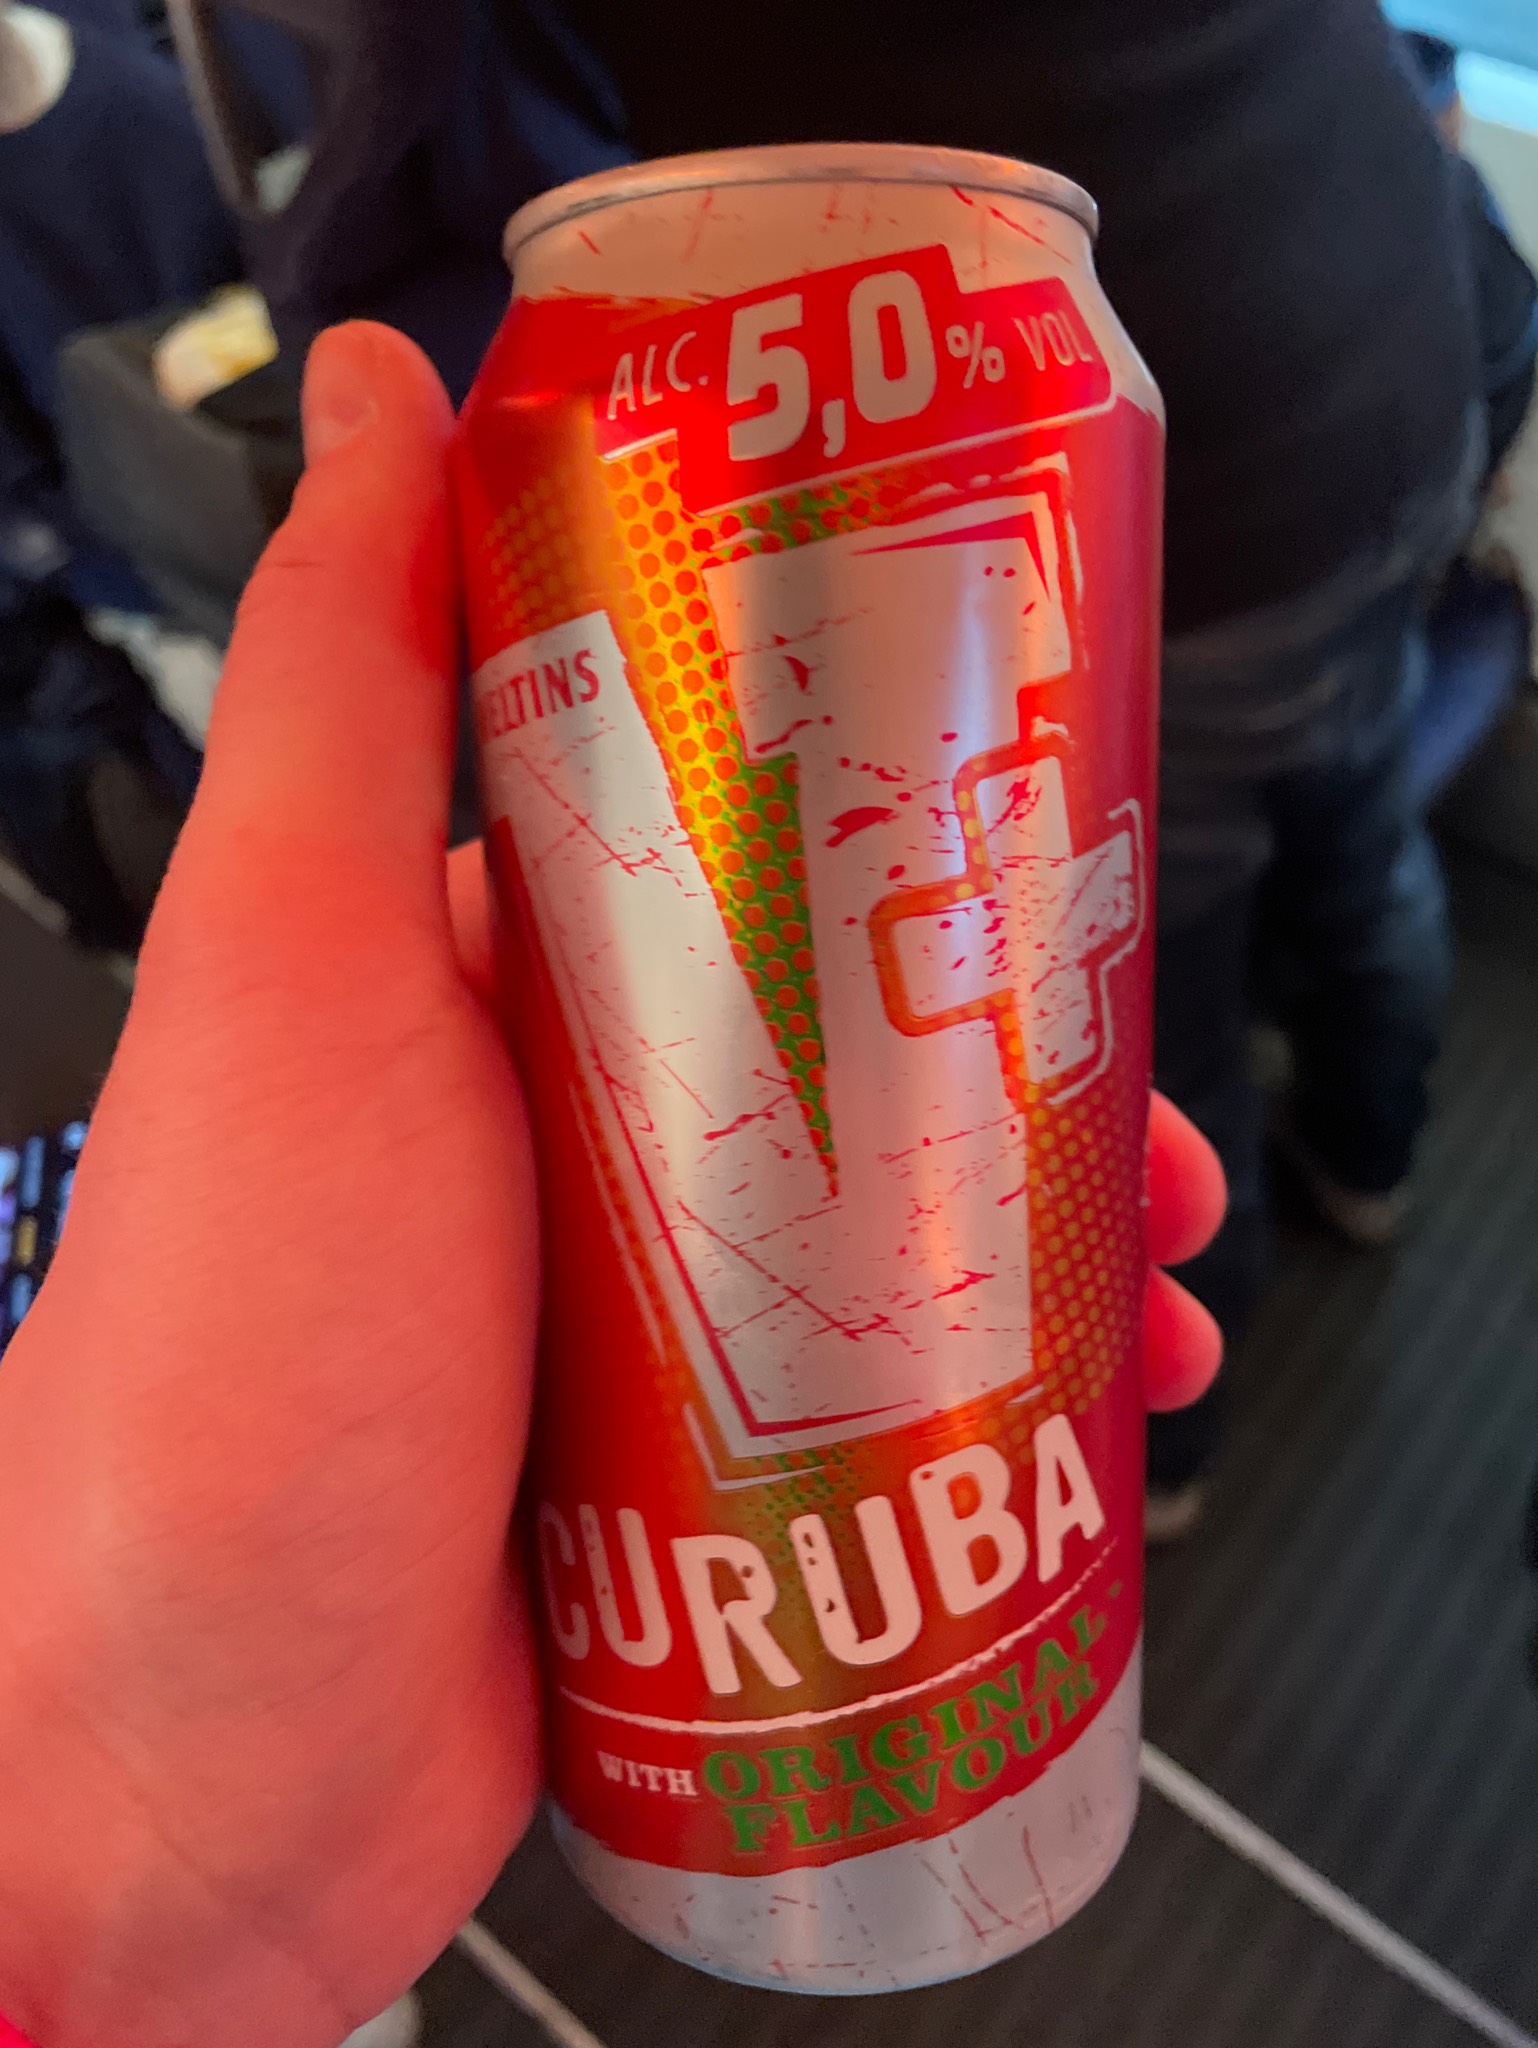 ALC. 5,0% VOL
ELTINS
V+
CURUBA
WITH ORIGINAL
FLAVOUR